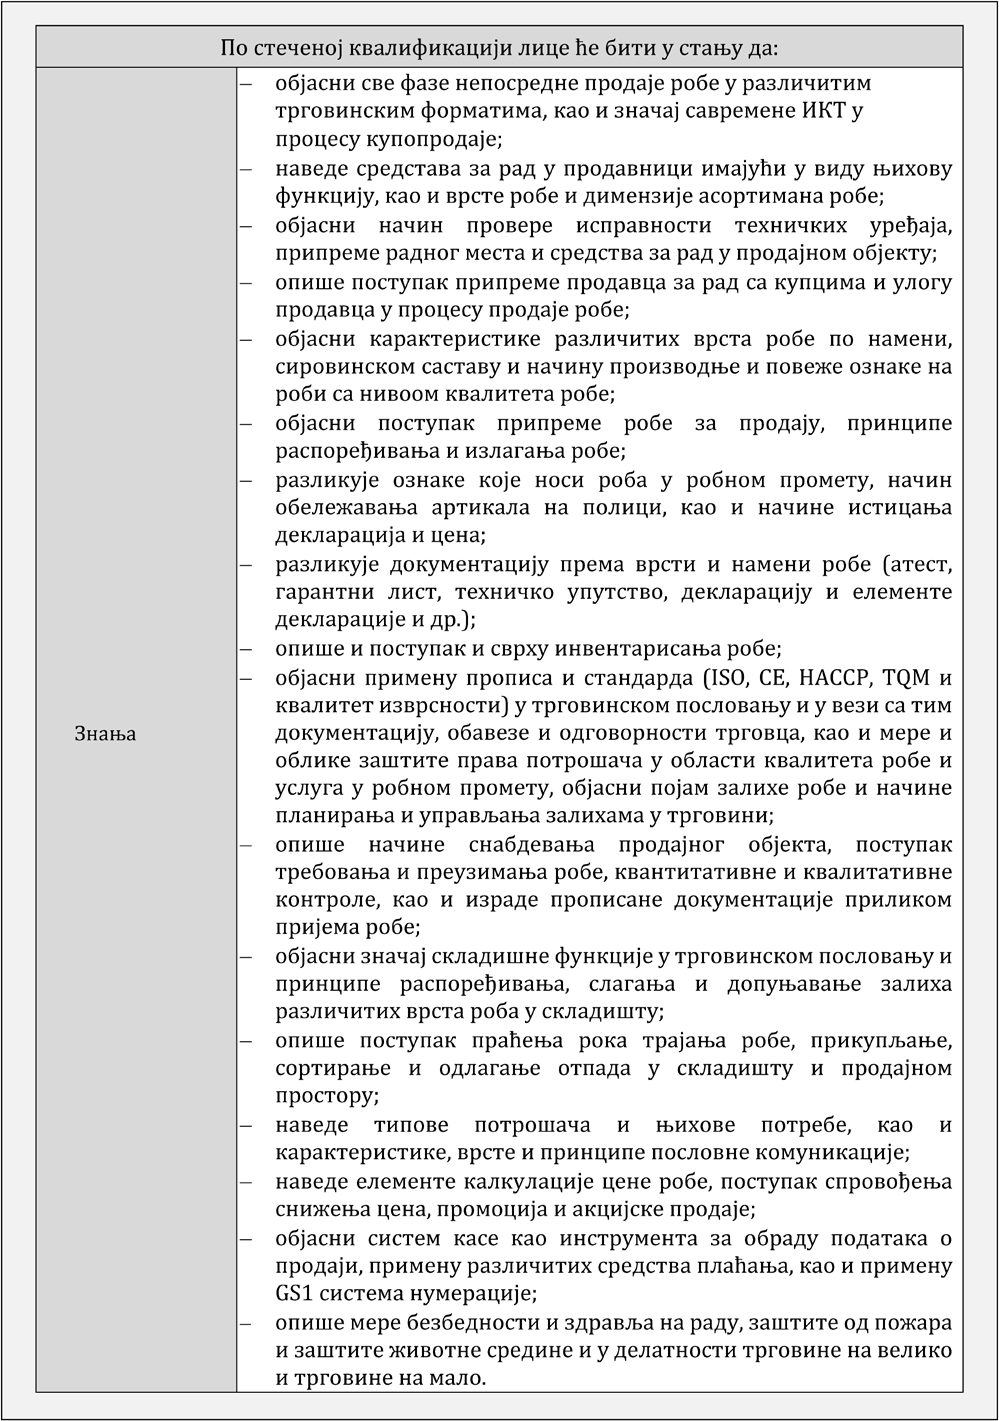 По стеченој квалификацији лице ће бити у стању да:
Знања
– објасни све фазе непосредне продаје робе у различитим
трговинским форматима, као и значај савремене ИКТ у
процесу купопродаје;
– наведе средстава за рад у продавници имајући у виду њихову
функцију, као и врсте робе и димензије асортимана робе;
– објасни начин провере исправности техничких уређаја,
припреме радног места и средства за рад у продајном објекту;
– опише поступак припреме продавца за рад са купцима и улогу
продавца у процесу продаје робе;
– објасни карактеристике различитих врста робе по намени,
сировинском саставу и начину производње и повеже ознаке на
роби са нивоом квалитета робе;
– објасни поступак припреме робе за продају, принципе
распоређивања и излагања робе;
– разликује ознаке које носи роба у робном промету, начин
обележавања артикала на полици, као и начине истицања
декларација и цена;
– разликује документацију према врсти и намени робе (атест,
гарантни лист, техничко упутство, декларацију и елементе
декларације и др.);
– опише и поступак и сврху инвентарисања робе;
– објасни примену прописа и стандарда (ISO, CE, HACCP, TQM и
квалитет изврсности) у трговинском пословању и у вези са тим
документацију, обавезе и одговорности трговца, као и мере и
облике заштите права потрошача у области квалитета робе и
услуга у робном промету, објасни појам залихе робе и начине
планирања и управљања залихама у трговини;
– опише начине снабдевања продајног објекта, поступак
требовања и преузимања робе, квантитативне и квалитативне
контроле, као и израде прописане документације приликом
пријема робе;
– објасни значај складишне функције у трговинском пословању и
принципе распоређивања, слагања и допуњавање залиха
различитих врста роба у складишту;
– опише поступак праћења рока трајања робе, прикупљање,
сортирање и одлагање отпада у складишту и продајном
простору;
– наведе типове потрошача и њихове потребе, као и
карактеристике, врсте и принципе пословне комуникације;
– наведе елементе калкулације цене робе, поступак спровођења
снижења цена, промоција и акцијске продаје;
– објасни систем касе као инструмента за обраду података о
продаји, примену различитих средства плаћања, као и примену
GS1 система нумерације;
– опише мере безбедности и здравља на раду, заштите од пожара
и заштите животне средине и у делатности трговине на велико
и трговине на мало.